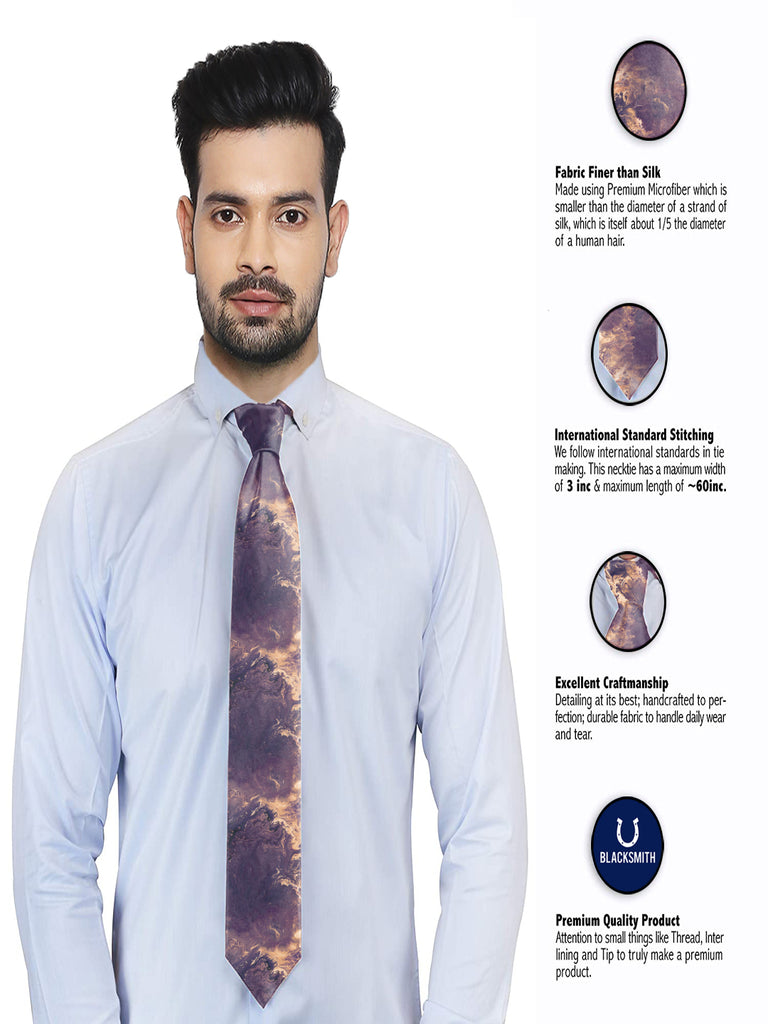 Fabric Finer than Silk
Made using Premium Microfiber which is
smaller than the diameter of a strand of
silk, which is itself about 1/5 the diameter
of a human hair.
International Standard Stitching
We follow international standards in tie
making. This necktie has a maximum width
of 3 inc & maximum length of ~60inc.
Excellent Craftmanship
Detailing at its best; handcrafted to per-
fection; durable fabric to handle daily wear
and tear.
BLACKSMITH
Premium Quality Product
Attention to small things like Thread, Inter
lining and Tip to truly make a premium
product.